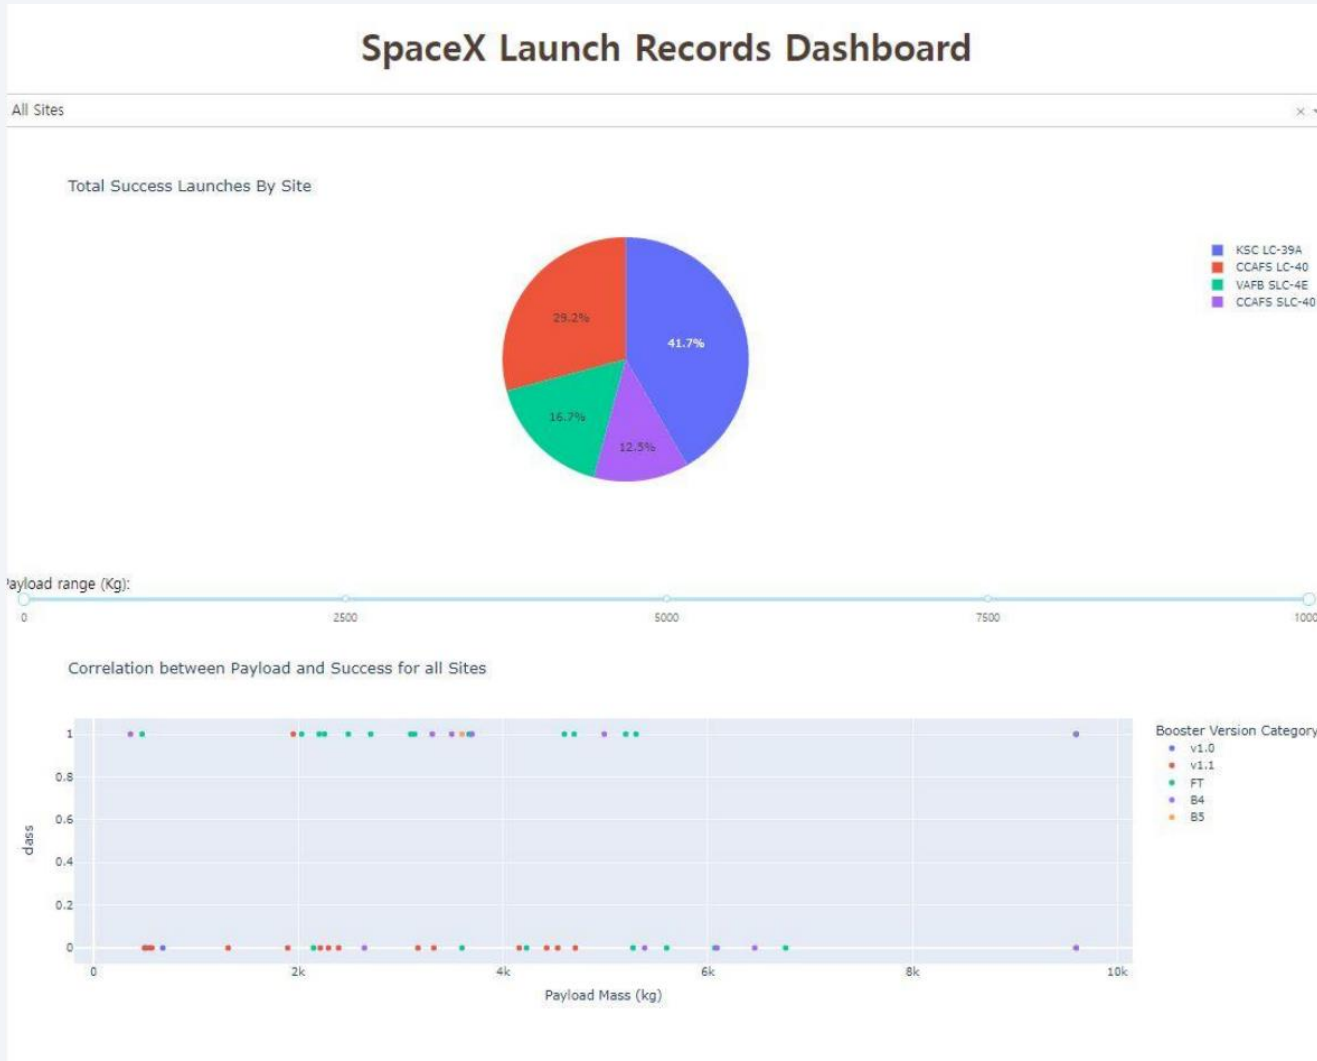 SpaceX Launch Records Dashboard
All Sites
Total Success Launches By Site
KSC LC-39A
CCAFS LC-40
VAFB SLC-4E
CCAFS SLC-40
29.2%
41.7%
16.7%
12.5%
ayload range (Kg):
0 2500 5000 7500 1000
Correlation between Payload and Success for all Sites
Booster Version Category
v1.0
v1.1
FT
B4
B5
1
0.8
0.6
0.4
0.2
0
class
0 2k 4k 6k 8k 10k
Payload Mass (kg)